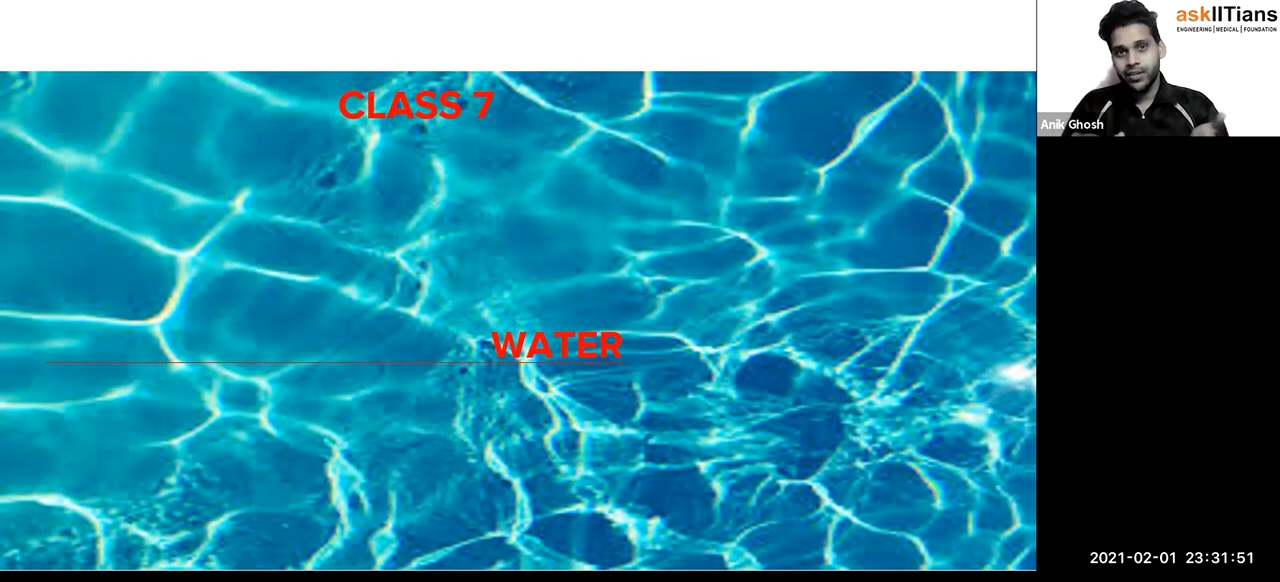 CLASS 7
WATER
askIITians
ENGINEERING | MEDICAL | FOUNDATION
Anik Ghosh
2021-02-01 23:31:51